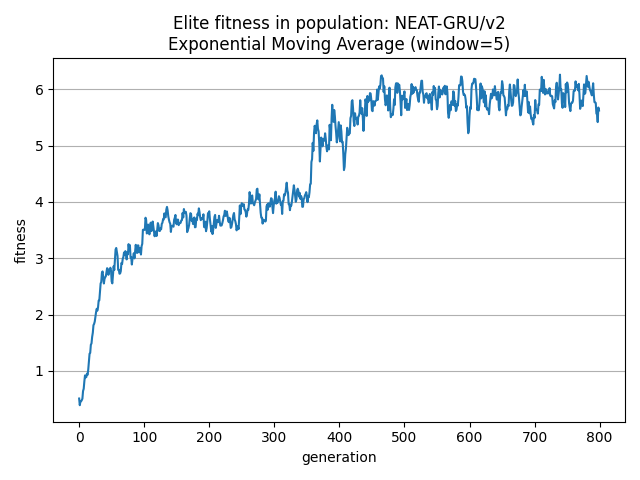 Elite fitness in population: NEAT-GRU/v2
Exponential Moving Average (window=5)
fitness
6
5
4
3
2
1
0 100 200 300 400 500 600 700 800
generation